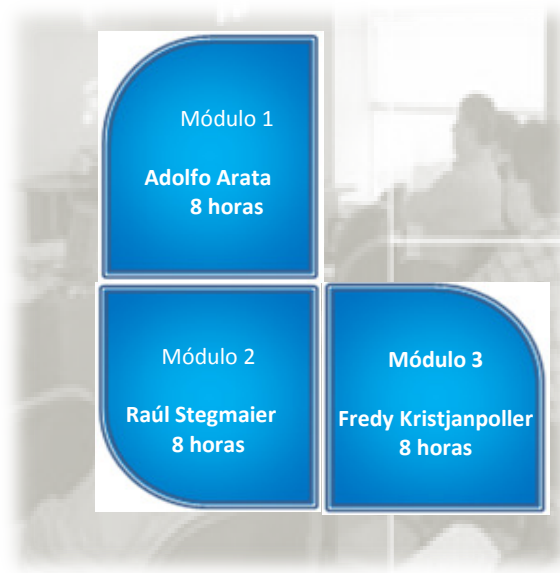 Módulo 1
Adolfo Arata
8 horas
Módulo 2
Raúl Stegmaier
8 horas
Módulo 3
Fredy Kristjanpoller
8 horas